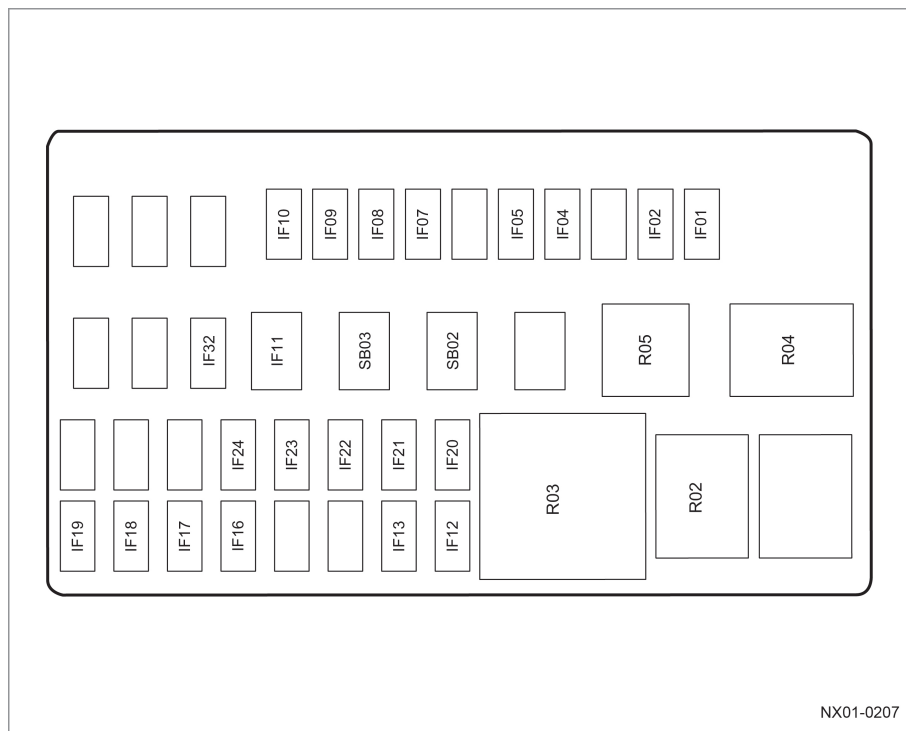 IF10
IF09
IF08
IF07
IF05
IF04
IF02
IF01
IF32
IF11
SB03
SB02
R05
R04
IF24
IF23
IF22
IF21
IF20
R03
R02
IF19
IF18
IF17
IF16
IF13
IF12
NX01-0207